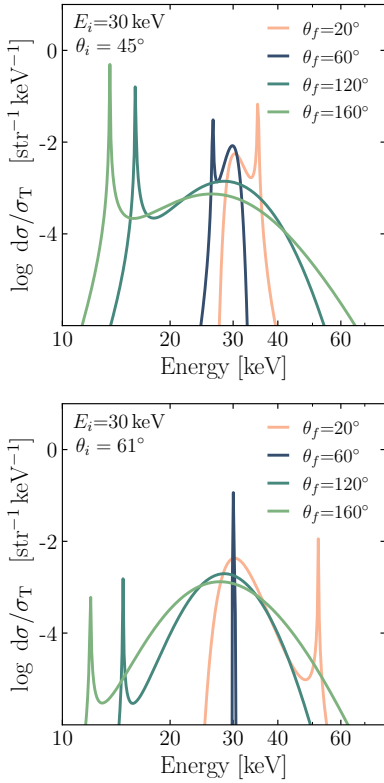 E_i=30 keV
θ_i = 45°
θ_f=20°
θ_f=60°
θ_f=120°
θ_f=160°
log dσ/σ_T [str⁻¹ keV⁻¹]
0
-2
-4
10 20 30 40 60
Energy [keV]
E_i=30 keV
θ_i = 61°
θ_f=20°
θ_f=60°
θ_f=120°
θ_f=160°
log dσ/σ_T [str⁻¹ keV⁻¹]
0
-2
-4
10 20 30 40 60
Energy [keV]